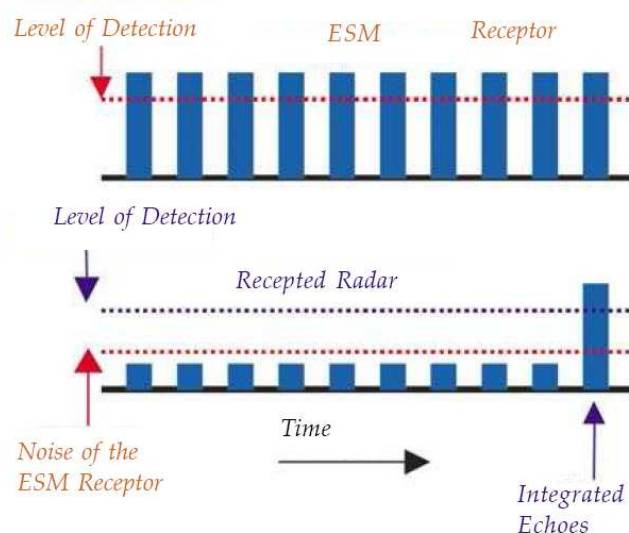 Level of Detection ESM Receptor
Level of Detection
Recepted Radar
Time
Noise of the
ESM Receptor
Integrated
Echoes